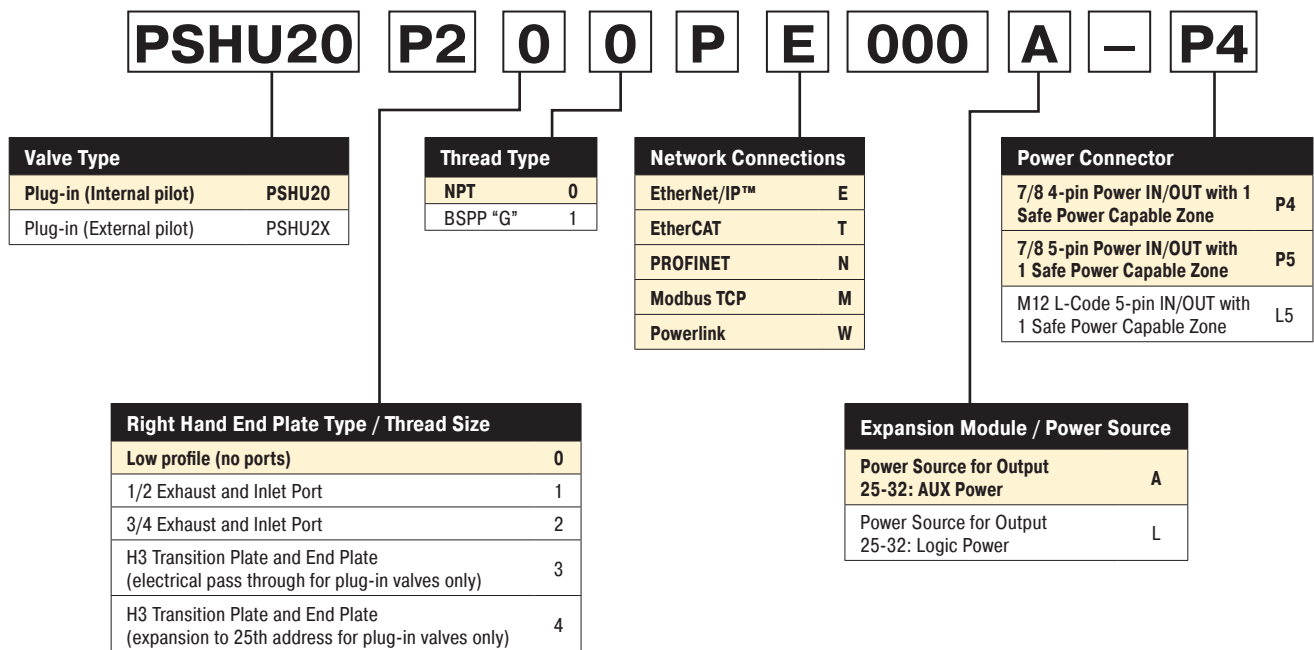 PSHU20 P2 0 0 P E 000 A – P4
Valve Type
Plug-in (Internal pilot) PSHU20
Plug-in (External pilot) PSHU2X
Thread Type
NPT 0
BSPP “G” 1
Network Connections
EtherNet/IP™ E
EtherCAT T
PROFINET N
Modbus TCP M
Powerlink W
Power Connector
7/8 4-pin Power IN/OUT with 1
Safe Power Capable Zone P4
7/8 5-pin Power IN/OUT with
1 Safe Power Capable Zone P5
M12 L-Code 5-pin IN/OUT with
1 Safe Power Capable Zone L5
Right Hand End Plate Type / Thread Size
Low profile (no ports) 0
1/2 Exhaust and Inlet Port 1
3/4 Exhaust and Inlet Port 2
H3 Transition Plate and End Plate
(electrical pass through for plug-in valves only) 3
H3 Transition Plate and End Plate
(expansion to 25th address for plug-in valves only) 4
Expansion Module / Power Source
Power Source for Output
25-32: AUX Power A
Power Source for Output
25-32: Logic Power L